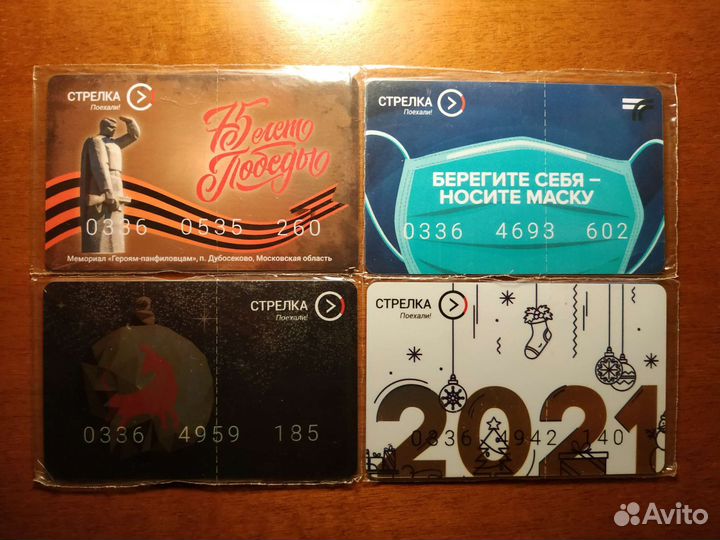 СТРЕЛКА
Поехали!
75 лет
Победы
0336 0535 260
Мемориал «Героям-панфиловцам», п. Дубосеково, Московская область
СТРЕЛКА
Поехали!
БЕРЕГИТЕ СЕБЯ –
НОСИТЕ МАСКУ
0336 4693 602
СТРЕЛКА
Поехали!
0336 4959 185
СТРЕЛКА
Поехали!
2021
0336 4942 140
Avito